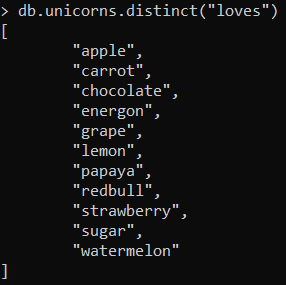 > db.unicorns.distinct("loves")
[
        "apple",
        "carrot",
        "chocolate",
        "energon",
        "grape",
        "lemon",
        "papaya",
        "redbull",
        "strawberry",
        "sugar",
        "watermelon"
]